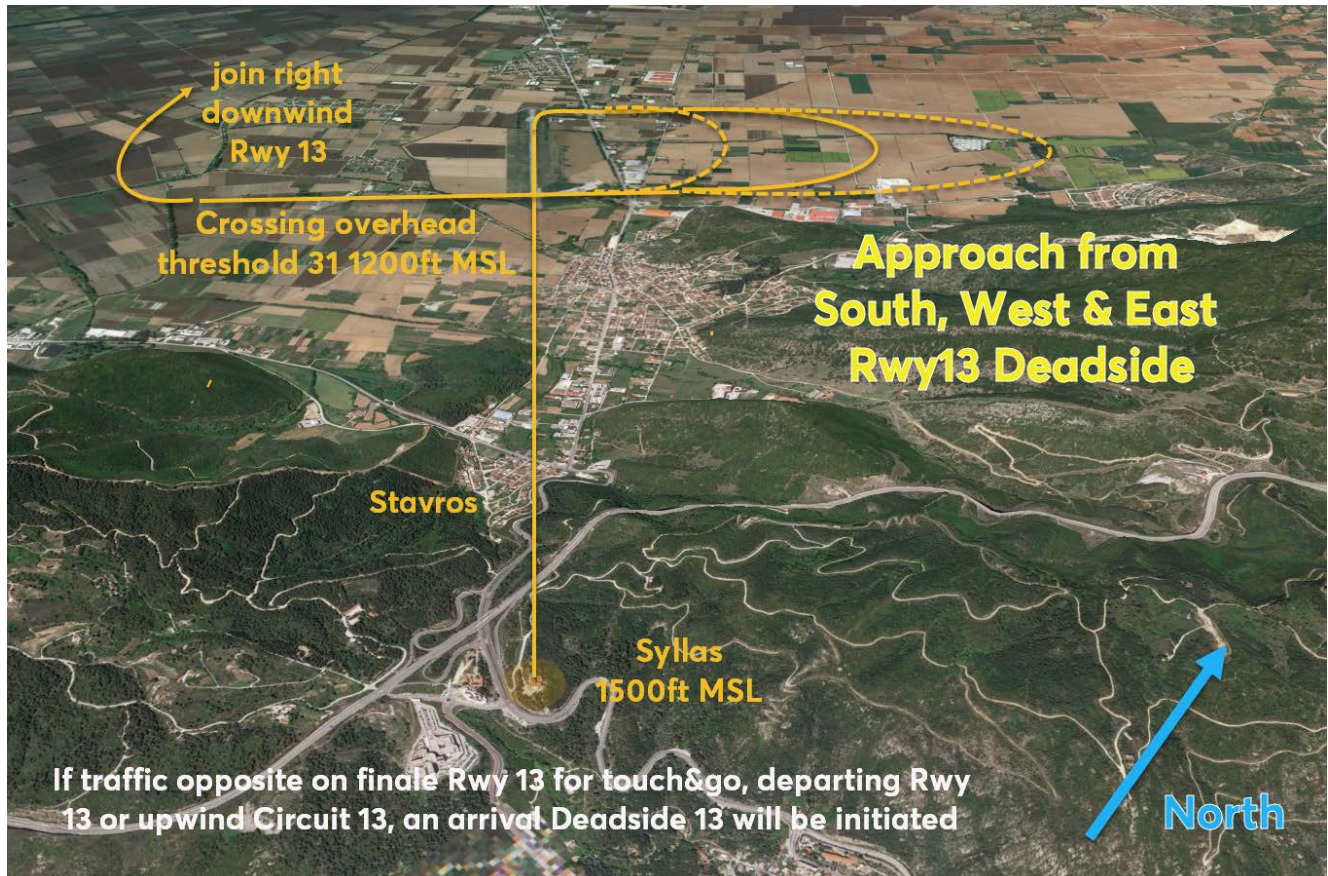 join right
downwind
Rwy 13
Crossing overhead
threshold 31 1200ft MSL
Approach from
South, West & East
Rwy13 Deadside
Stavros
Syllas
1500ft MSL
If traffic opposite on finale Rwy 13 for touch&go, departing Rwy
13 or upwind Circuit 13, an arrival Deadside 13 will be initiated
North